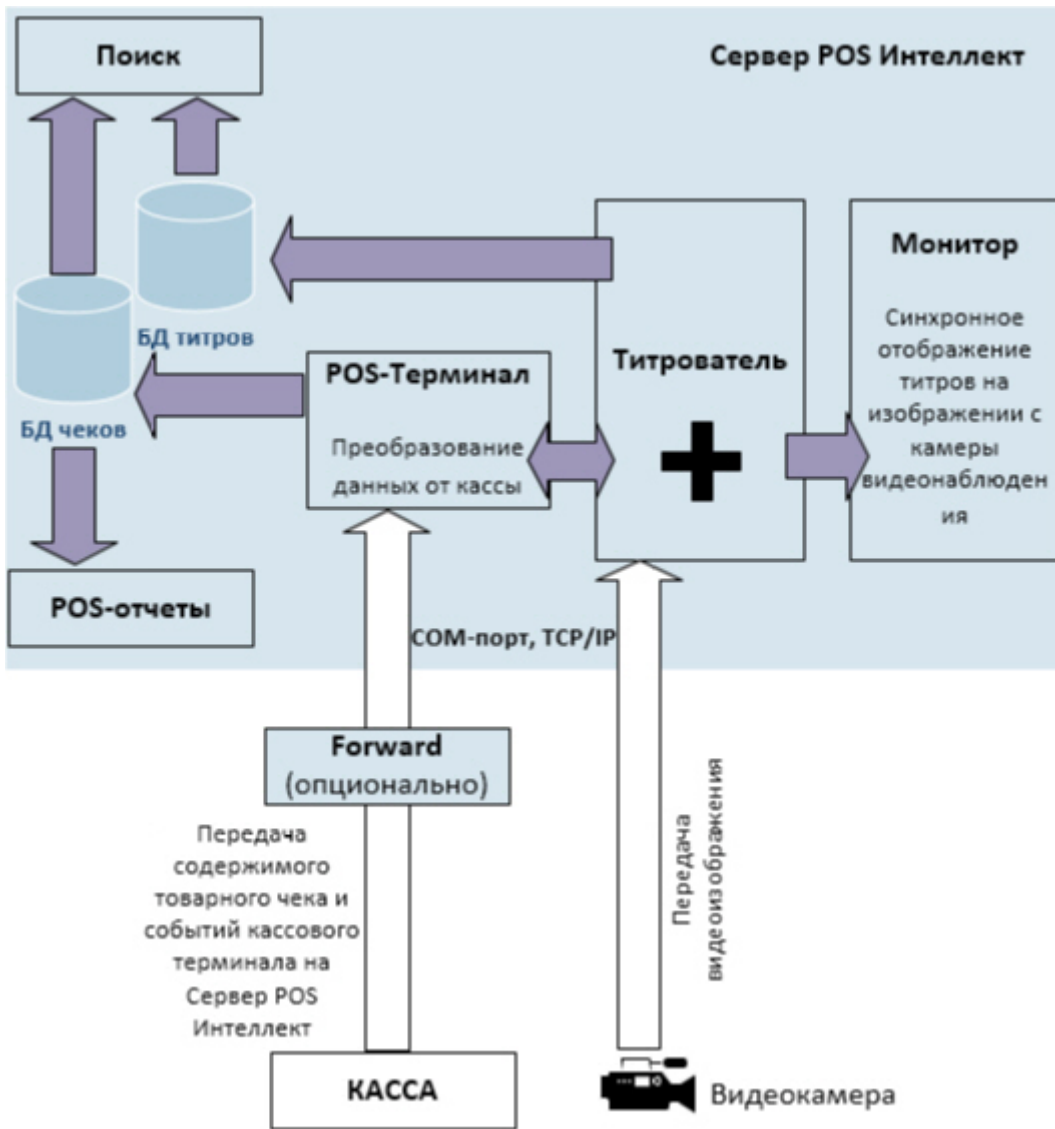 Поиск
Сервер POS Интеллект
БД титров
БД чеков
POS-Терминал
Преобразование
данных от кассы
Титрователь
Монитор
Синхронное
отображение
титров на
изображении с
камеры
видеонаблюден
ия
POS-отчеты
COM-порт, TCP/IP
Forward
(опционально)
Передача
содержимого
товарного чека и
событий кассового
терминала на
Сервер POS
Интеллект
Передача
видеоизображения
КАССА
Видеокамера